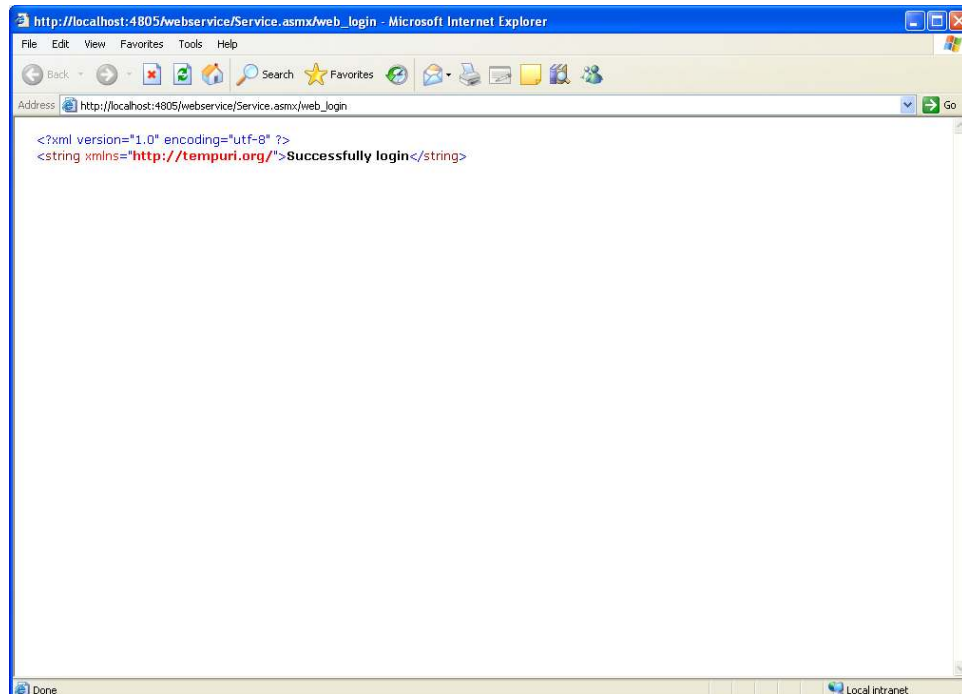 http://localhost:4805/webservice/Service.asmx/web_login - Microsoft Internet Explorer
File Edit View Favorites Tools Help
Back Search Favorites
Address http://localhost:4805/webservice/Service.asmx/web_login Go
<?xml version="1.0" encoding="utf-8" ?>
<string xmlns="http://tempuri.org/">Successfully login</string>
Done Local intranet